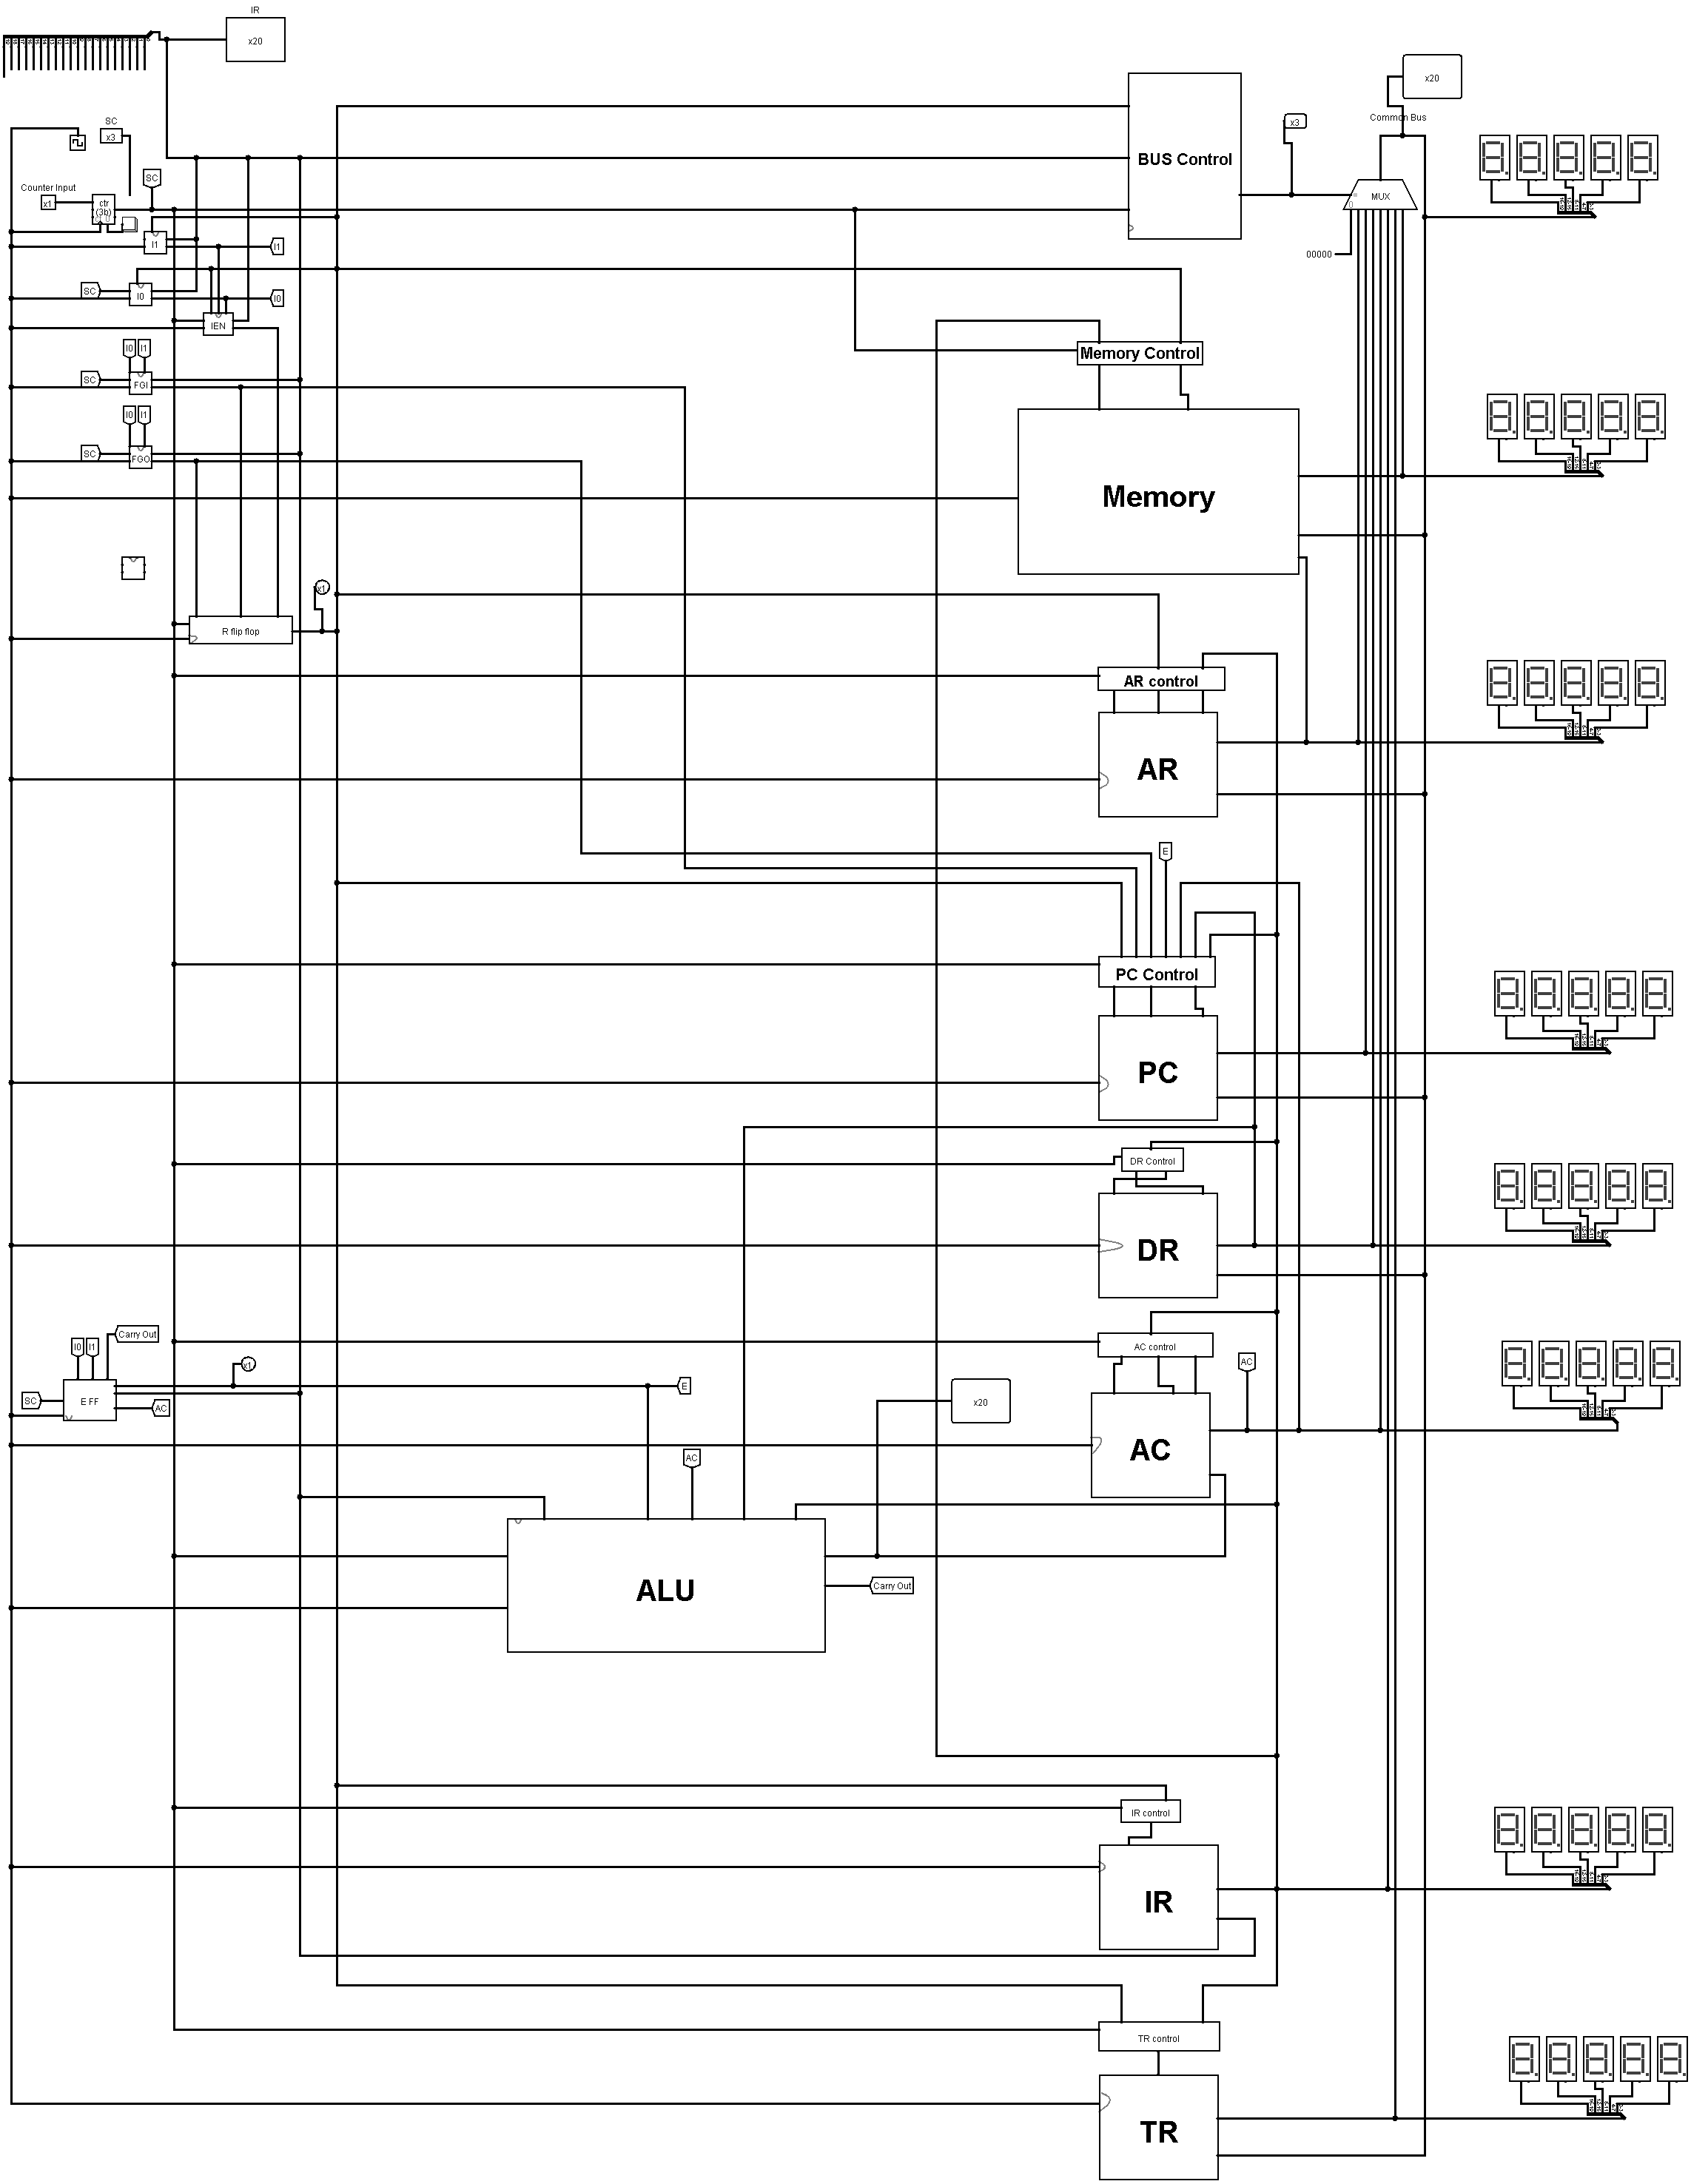 IR
x20
x20
Common Bus
SC
x3
x3
BUS Control
SC
Counter Input
x1
ctr
(3b)
MUX
0
I1
I1
00000
SC
I0
I0
IEN
I0 I1
Memory Control
SC
FGI
I0 I1
SC
FGO
Memory
x1
R flip flop
AR control
AR
E
PC Control
PC
DR Control
DR
Carry Out
I0 I1
AC control
x1
AC
E
SC
E FF
AC
x20
AC
AC
ALU
Carry Out
IR control
IR
TR control
TR